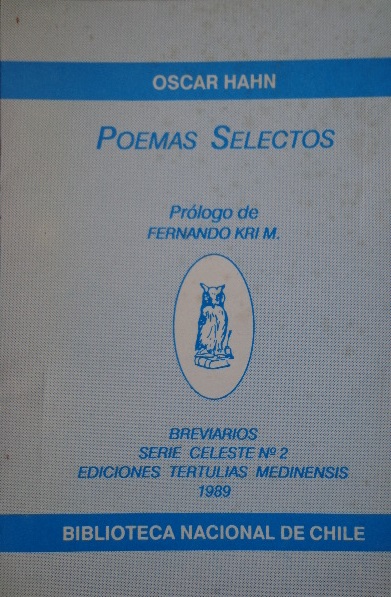 OSCAR HAHN
POEMAS SELECTOS
Prólogo de
FERNANDO KRI M.
BREVIARIOS
SERIE CELESTE Nº 2
EDICIONES TERTULIAS MEDINENSIS
1989
BIBLIOTECA NACIONAL DE CHILE